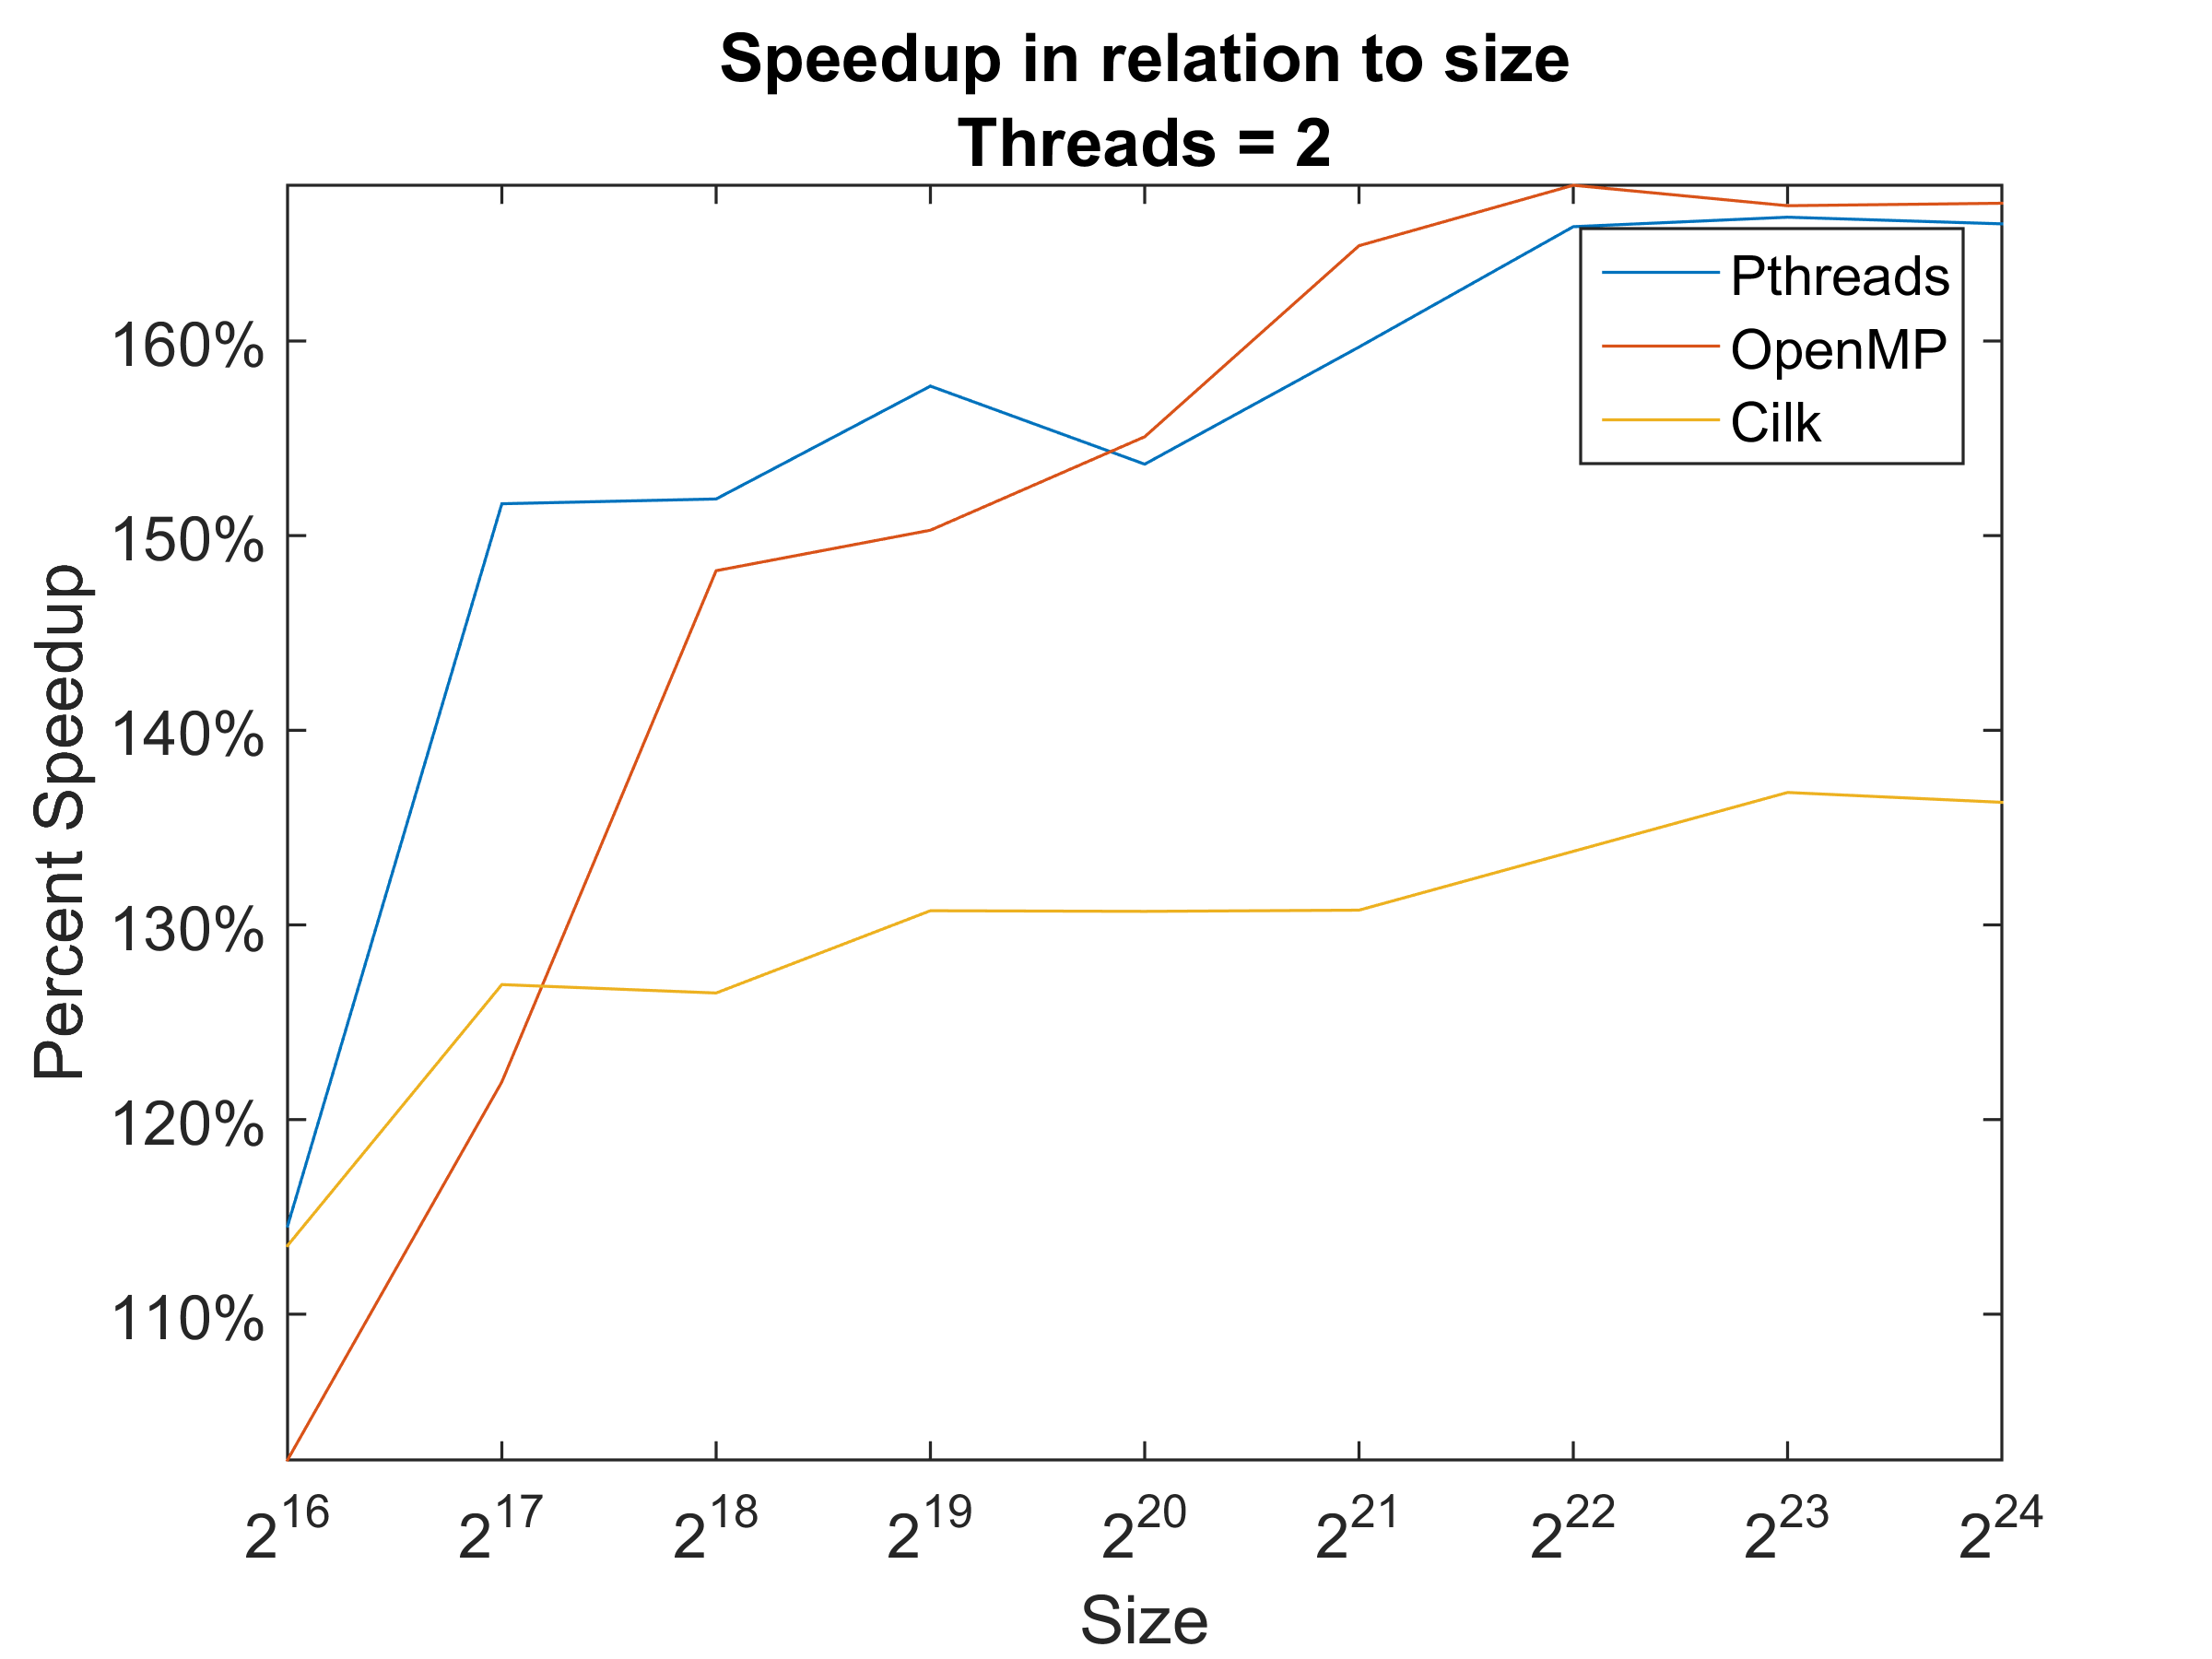 Speedup in relation to size
Threads = 2
Percent Speedup
160%
150%
140%
130%
120%
110%
Pthreads
OpenMP
Cilk
2^16 2^17 2^18 2^19 2^20 2^21 2^22 2^23 2^24
Size